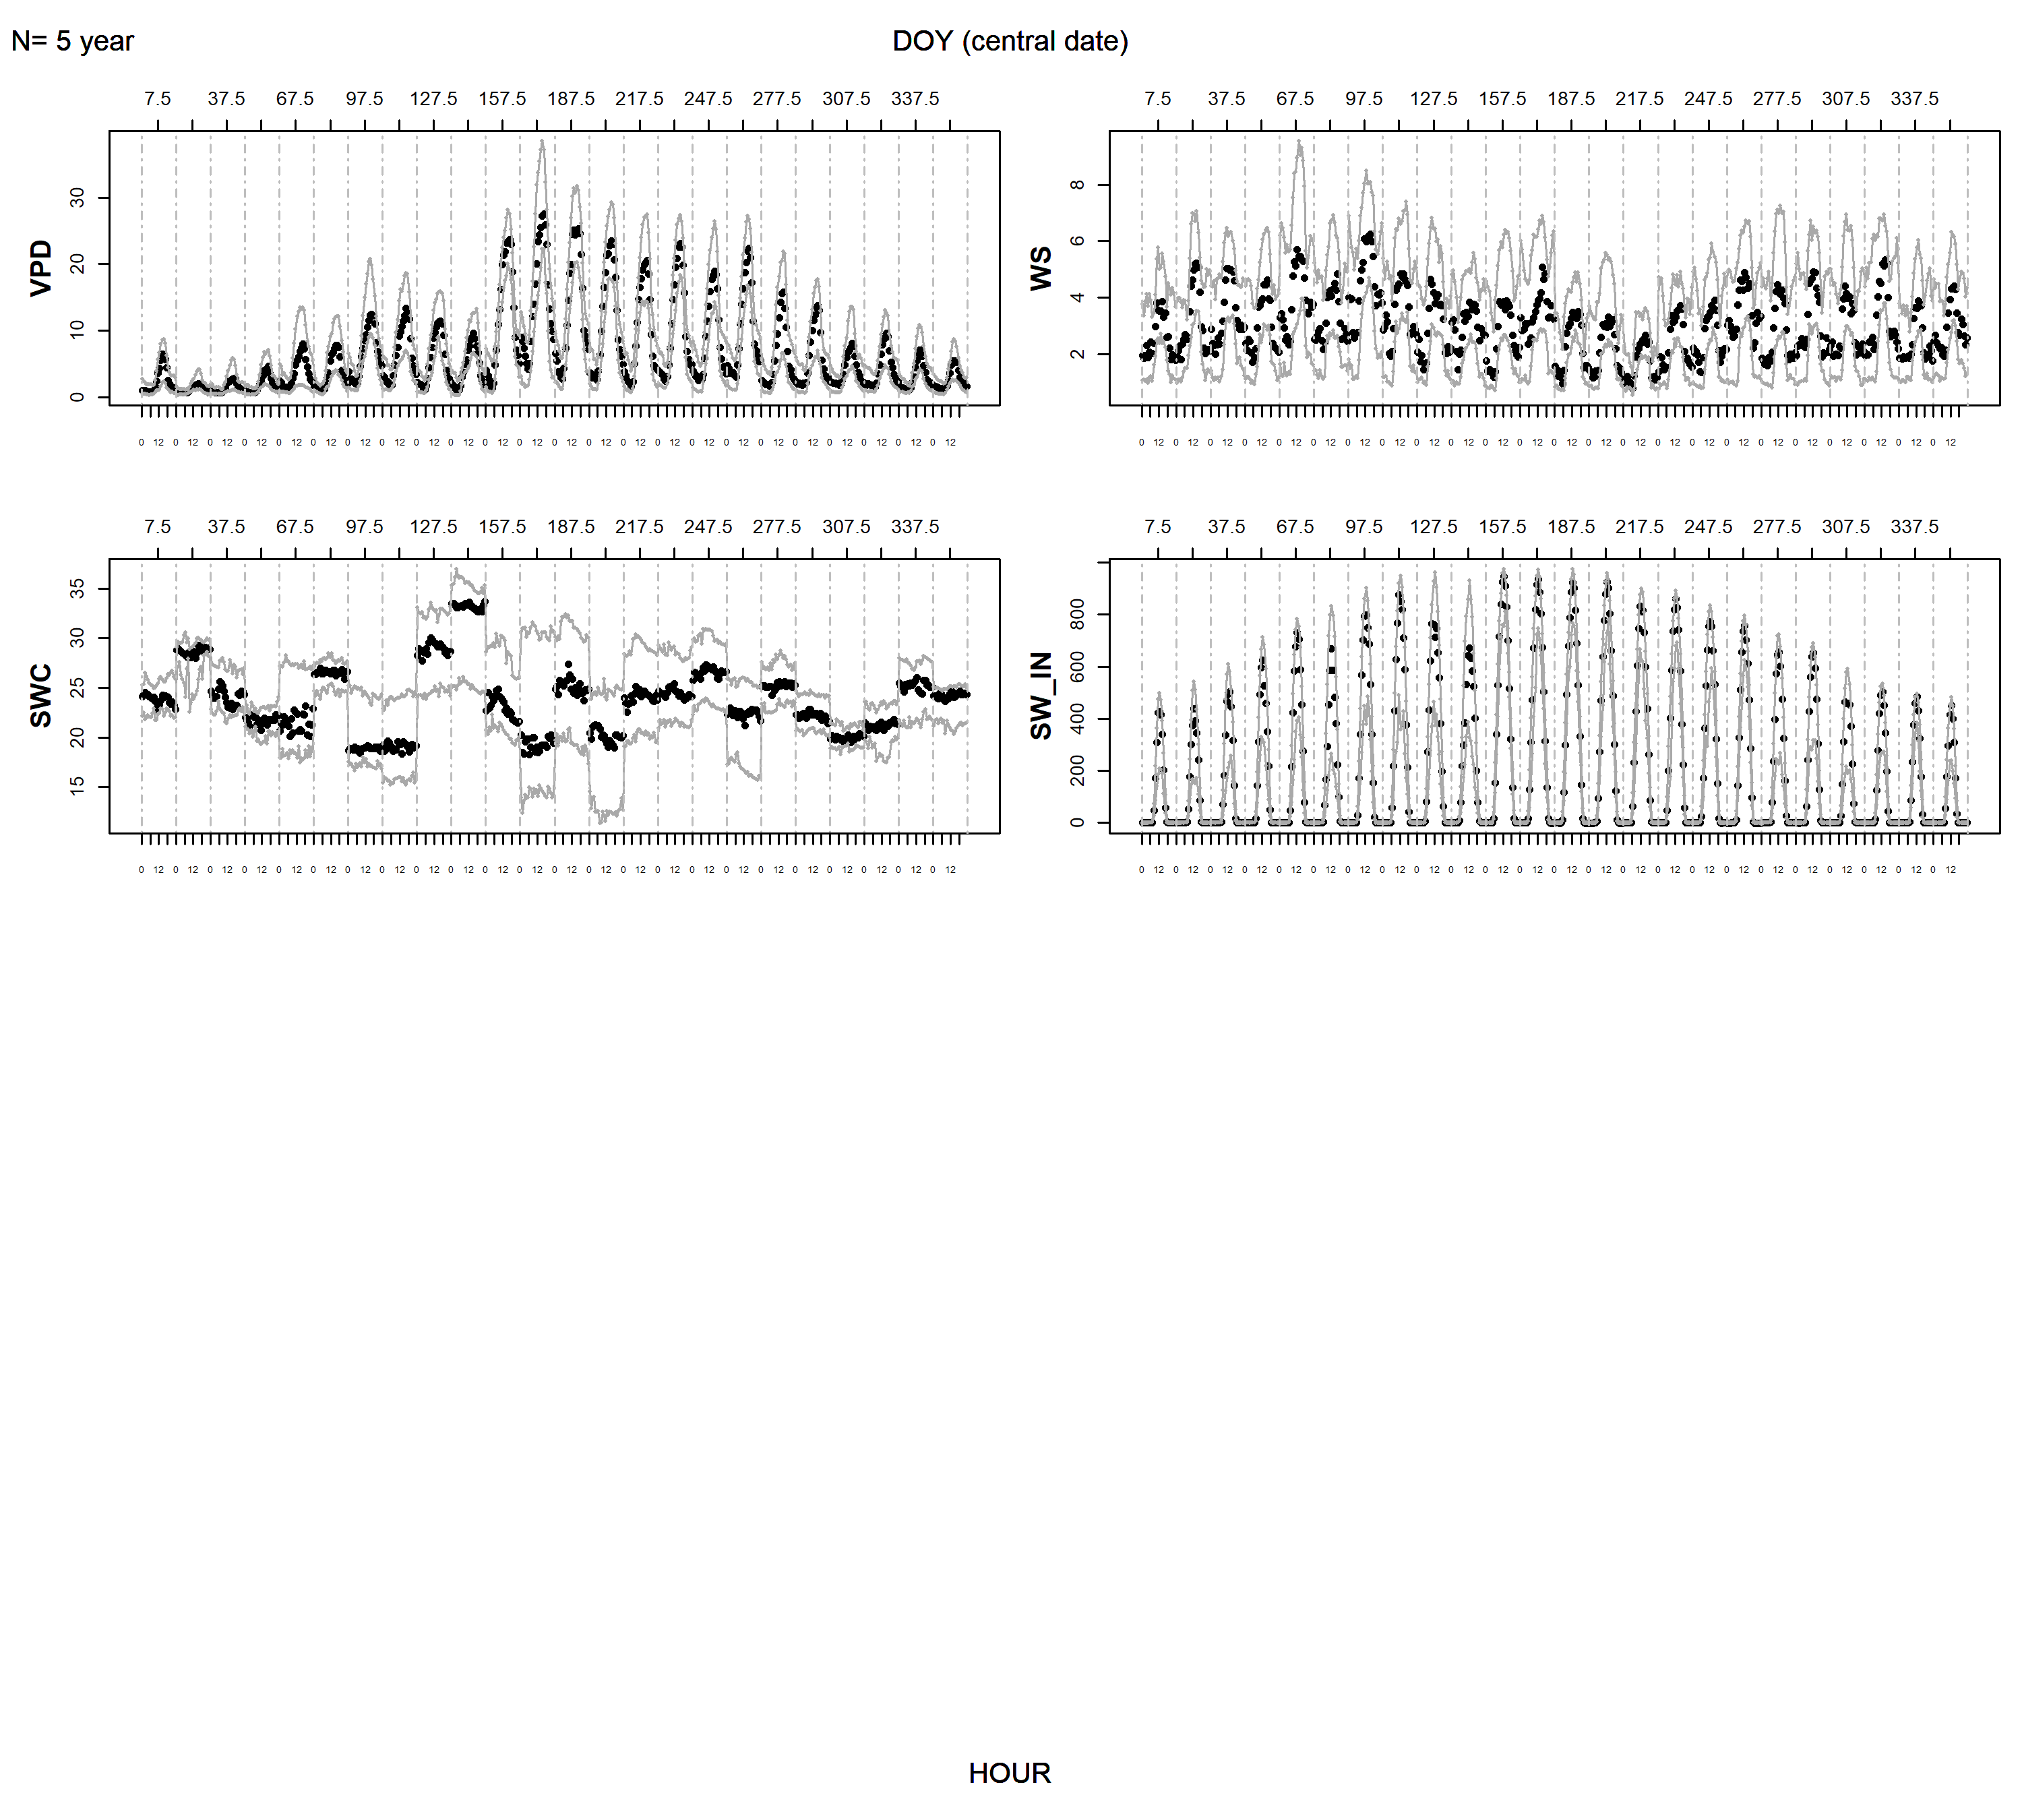 N= 5 year DOY (central date)
7.5 37.5 67.5 97.5 127.5 157.5 187.5 217.5 247.5 277.5 307.5 337.5
VPD
0 10 20 30
0 12 0 12 0 12 0 12 0 12 0 12 0 12 0 12 0 12 0 12 0 12 0 12 0 12 0 12 0 12 0 12 0 12 0 12 0 12 0 12 0 12 0 12 0 12 0 12
7.5 37.5 67.5 97.5 127.5 157.5 187.5 217.5 247.5 277.5 307.5 337.5
WS
2 4 6 8
0 12 0 12 0 12 0 12 0 12 0 12 0 12 0 12 0 12 0 12 0 12 0 12 0 12 0 12 0 12 0 12 0 12 0 12 0 12 0 12 0 12 0 12 0 12 0 12
7.5 37.5 67.5 97.5 127.5 157.5 187.5 217.5 247.5 277.5 307.5 337.5
SWC
15 20 25 30 35
0 12 0 12 0 12 0 12 0 12 0 12 0 12 0 12 0 12 0 12 0 12 0 12 0 12 0 12 0 12 0 12 0 12 0 12 0 12 0 12 0 12 0 12 0 12 0 12
7.5 37.5 67.5 97.5 127.5 157.5 187.5 217.5 247.5 277.5 307.5 337.5
SW_IN
0 200 400 600 800
0 12 0 12 0 12 0 12 0 12 0 12 0 12 0 12 0 12 0 12 0 12 0 12 0 12 0 12 0 12 0 12 0 12 0 12 0 12 0 12 0 12 0 12 0 12 0 12
HOUR